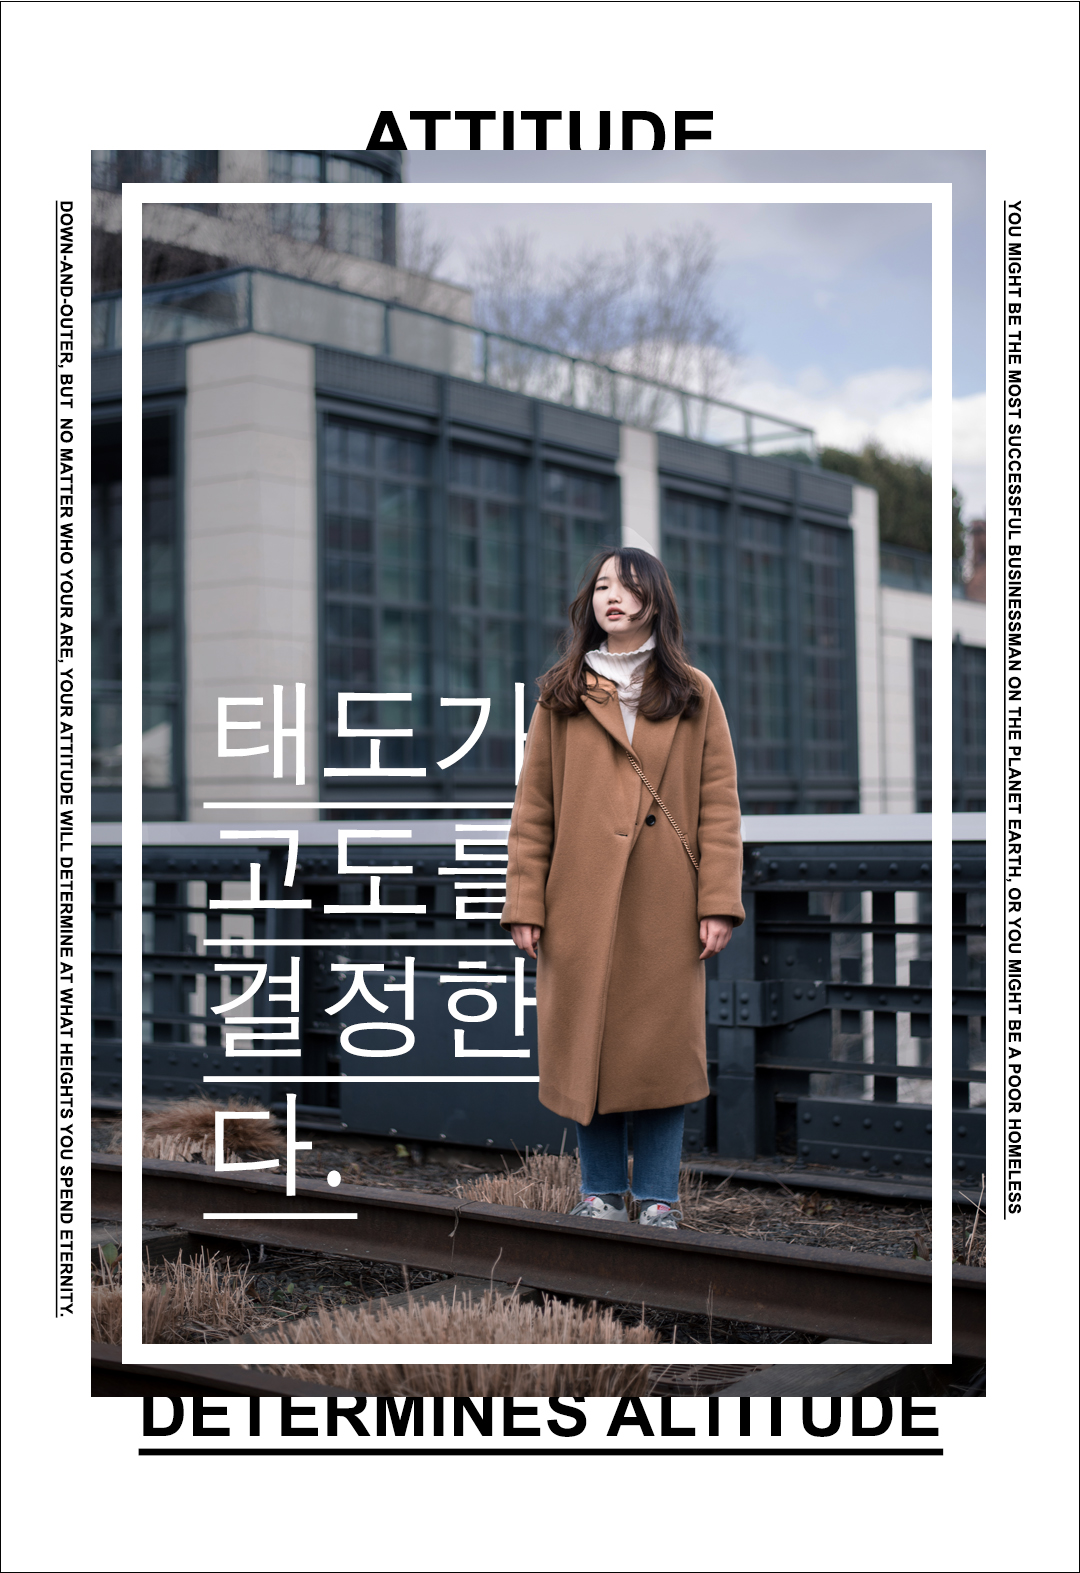 ATTITUDE
YOU MIGHT BE THE MOST SUCCESSFUL BUSINESSMAN ON THE PLANET EARTH, OR YOU MIGHT BE A POOR HOMELESS
DOWN-AND-OUTER, BUT NO MATTER WHO YOUR ARE, YOUR ATTITUDE WILL DETERMINE AT WHAT HEIGHTS YOU SPEND ETERNITY.
태도가
고도를
결정한
다.
DETERMINES ALTITUDE